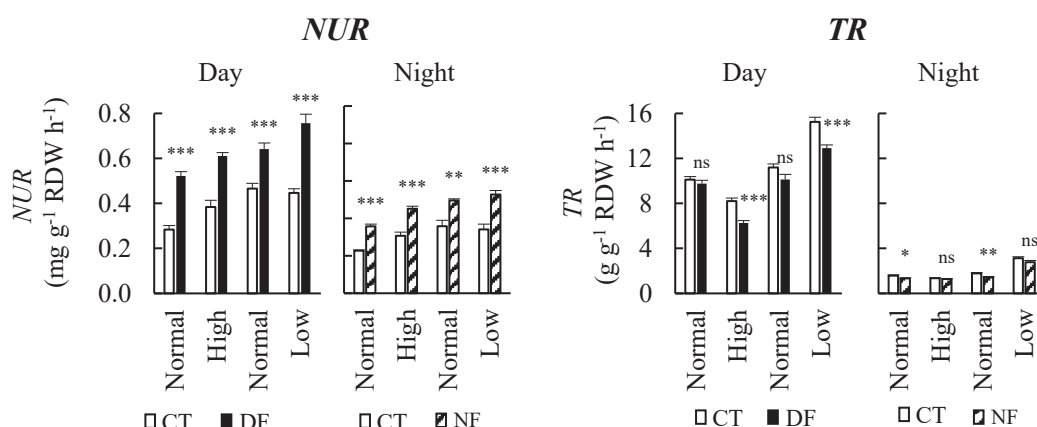 NUR
TR
Day
Night
Day
Night
NUR
(mg g-1 RDW h-1)
0.8
0.6
0.4
0.2
0.0
***
***
***
***
***
***
**
***
TR
(g g-1 RDW h-1)
16
12
8
4
0
ns
***
ns
***
*
ns
**
ns
Normal
High
Normal
Low
Normal
High
Normal
Low
Normal
High
Normal
Low
Normal
High
Normal
Low
CT DF
CT NF
CT DF
CT NF